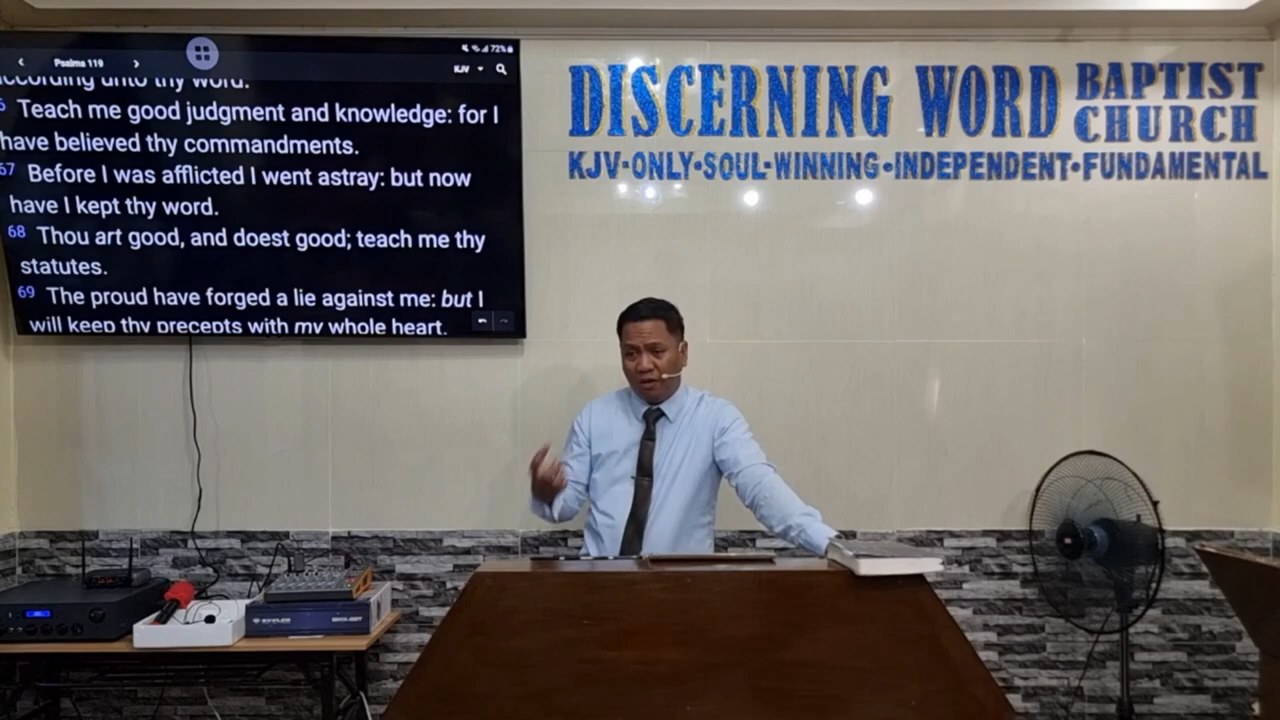 Psalms 119
72%
KJV
according unto thy word.
6 Teach me good judgment and knowledge: for I
have believed thy commandments.
67 Before I was afflicted I went astray: but now
have I kept thy word.
68 Thou art good, and doest good; teach me thy
statutes.
69 The proud have forged a lie against me: but I
will keep thy precepts with my whole heart.
DISCERNING WORD BAPTIST
CHURCH
KJV-ONLY•SOUL-WINNING•INDEPENDENT•FUNDAMENTAL